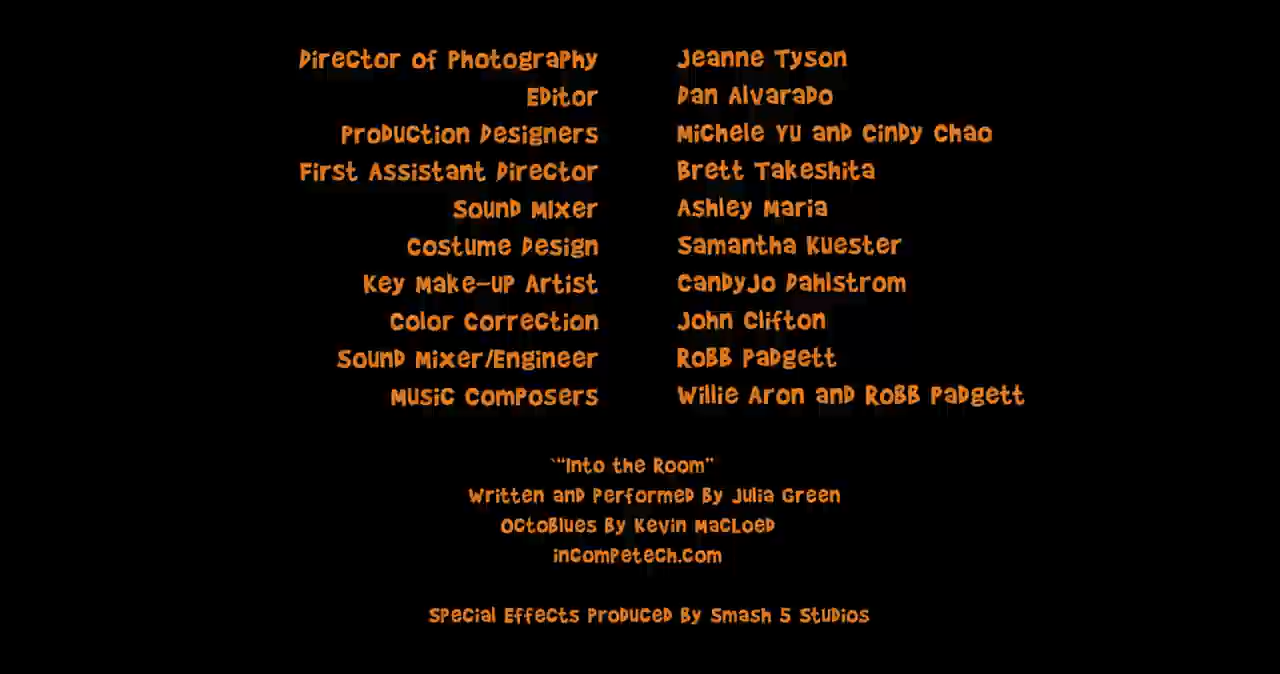 Director of Photography Jeanne Tyson
Editor Dan Alvarado
Production Designers Michele Yu and Cindy Chao
First Assistant Director Brett Takeshita
Sound Mixer Ashley Maria
Costume Design Samantha Kuester
Key Make-up Artist CandyJo Dahlstrom
Color Correction John Clifton
Sound Mixer/Engineer Robb Padgett
Music Composers Willie Aron and Robb Padgett
`"Into the Room"
Written and Performed By Julia Green
OctoBlues By Kevin MacLoed
incompetech.com
Special Effects Produced By Smash 5 Studios